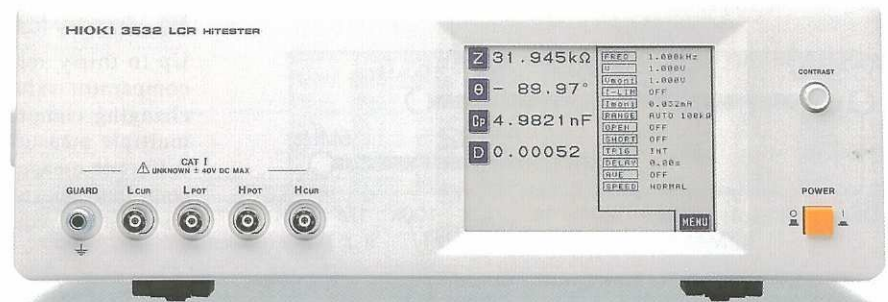 HIOKI 3532 LCR HiTESTER
Z 31.945kΩ
θ - 89.97°
Cp 4.9821nF
D 0.00052
FREQ 1.000kHz
V 1.000V
Vmoni 1.000V
I-LIM OFF
Imoni 0.032mA
RANGE AUTO 100kΩ
OPEN OFF
SHORT OFF
TRIG INT
DELAY 0.00s
AVE OFF
SPEED NORMAL
MENU
CONTRAST
CAT I
⚠ UNKNOWN ± 40V DC MAX
GUARD LCUR LPOT HPOT HCUR
POWER
O I